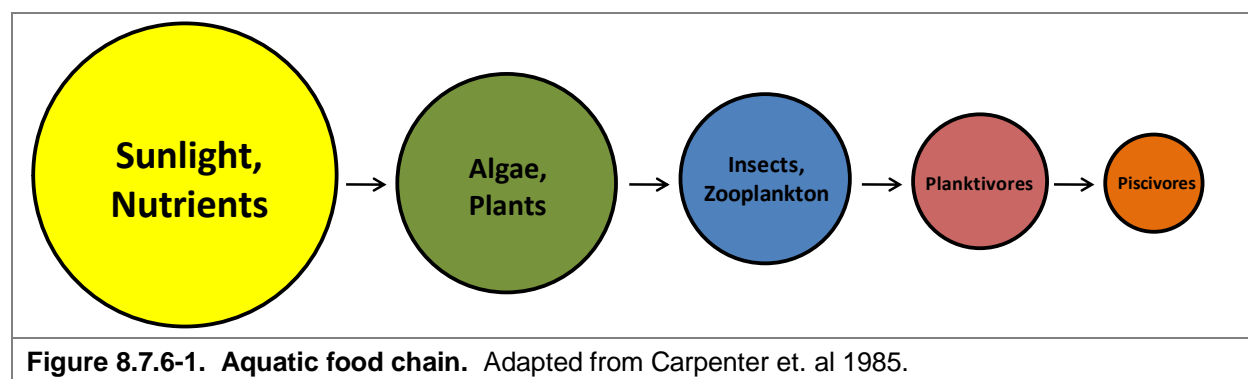 Sunlight,
Nutrients
Algae,
Plants
Insects,
Zooplankton
Planktivores
Piscivores
Figure 8.7.6-1. Aquatic food chain. Adapted from Carpenter et. al 1985.